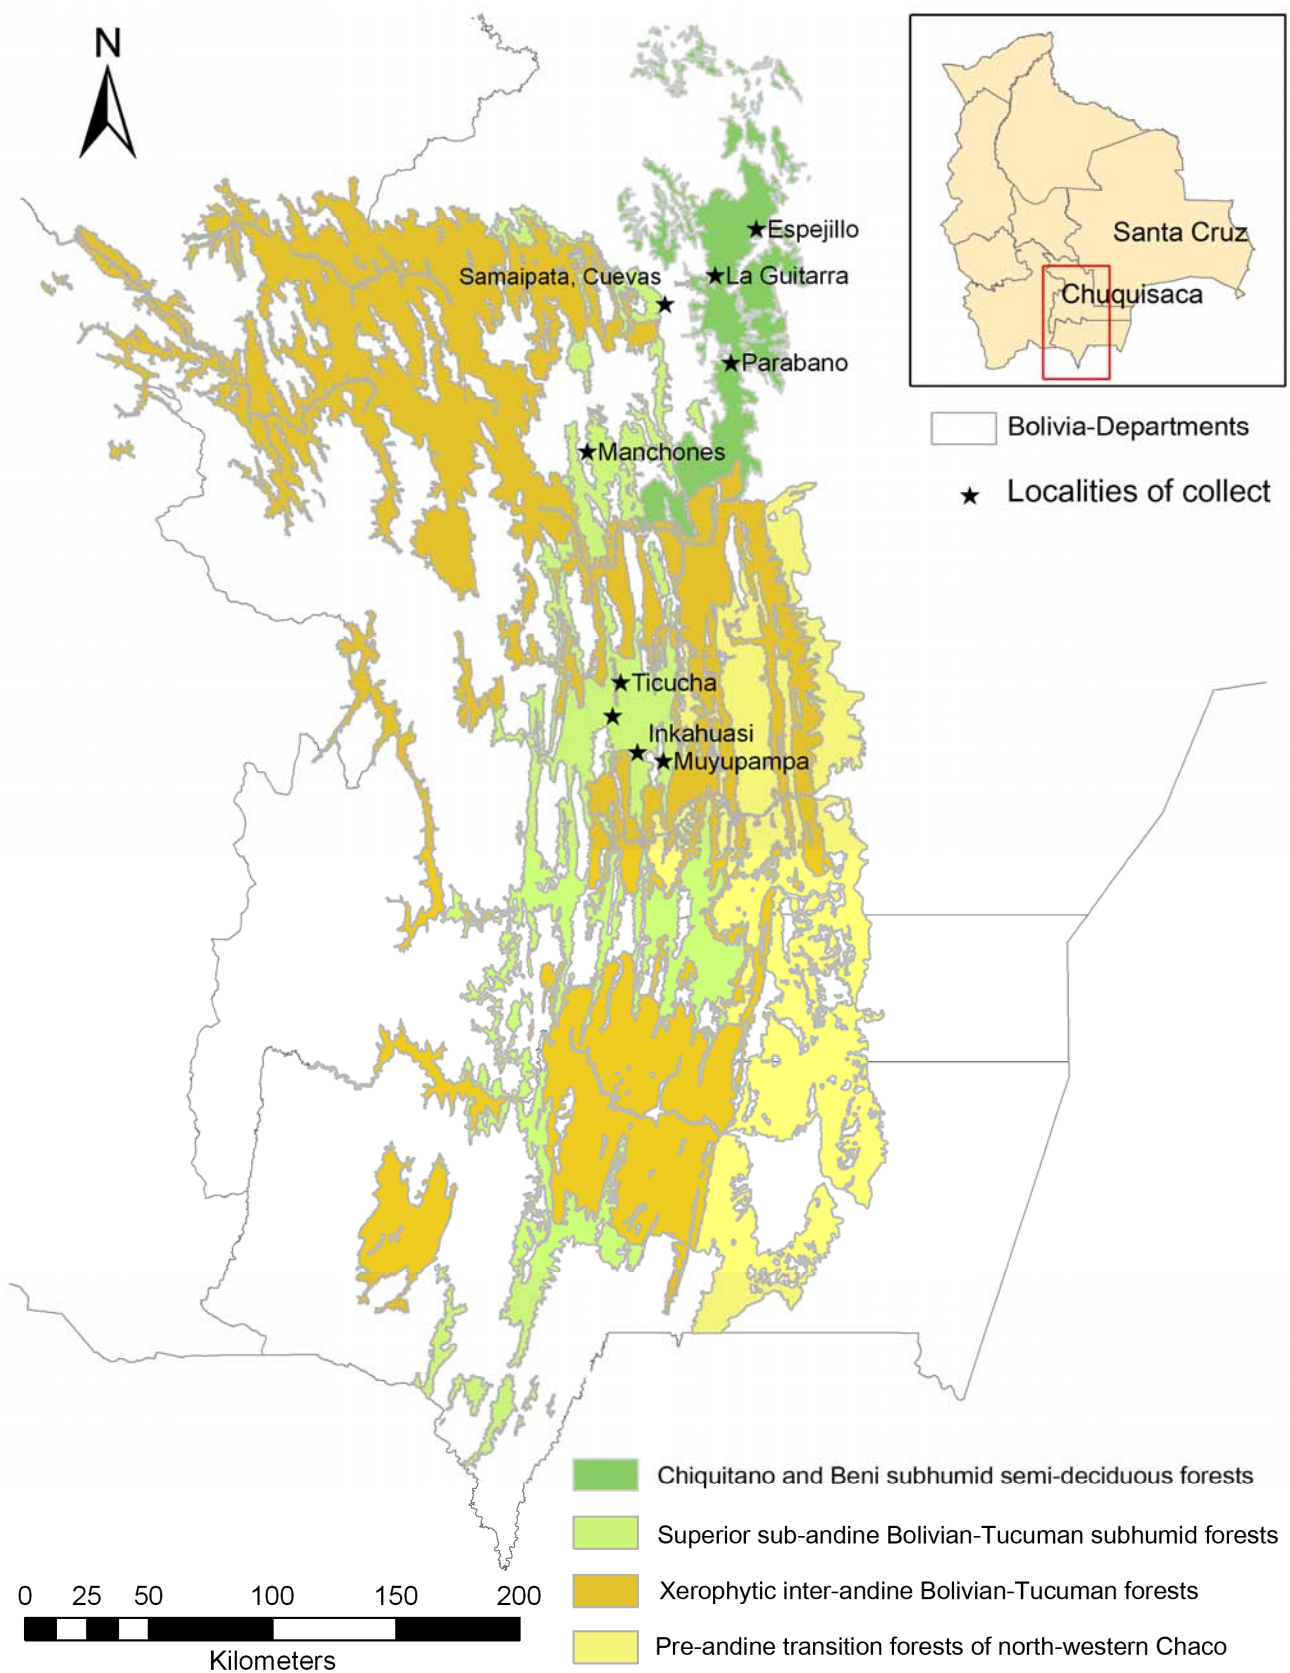 N
Santa Cruz
Chuquisaca
Espejillo
Samaipata, Cuevas
La Guitarra
Parabano
Bolivia-Departments
Manchones
Localities of collect
Ticucha
Inkahuasi
Muyupampa
Chiquitano and Beni subhumid semi-deciduous forests
Superior sub-andine Bolivian-Tucuman subhumid forests
Xerophytic inter-andine Bolivian-Tucuman forests
Pre-andine transition forests of north-western Chaco
0 25 50 100 150 200
Kilometers